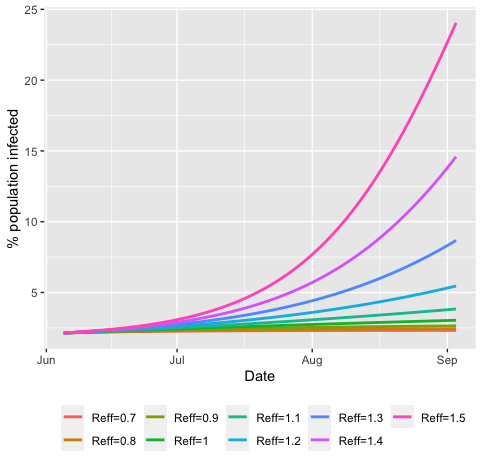 25
20
15
10
5
% population infected
Jun
Jul
Aug
Sep
Date
Reff=0.7 Reff=0.9 Reff=1.1 Reff=1.3 Reff=1.5
Reff=0.8 Reff=1 Reff=1.2 Reff=1.4